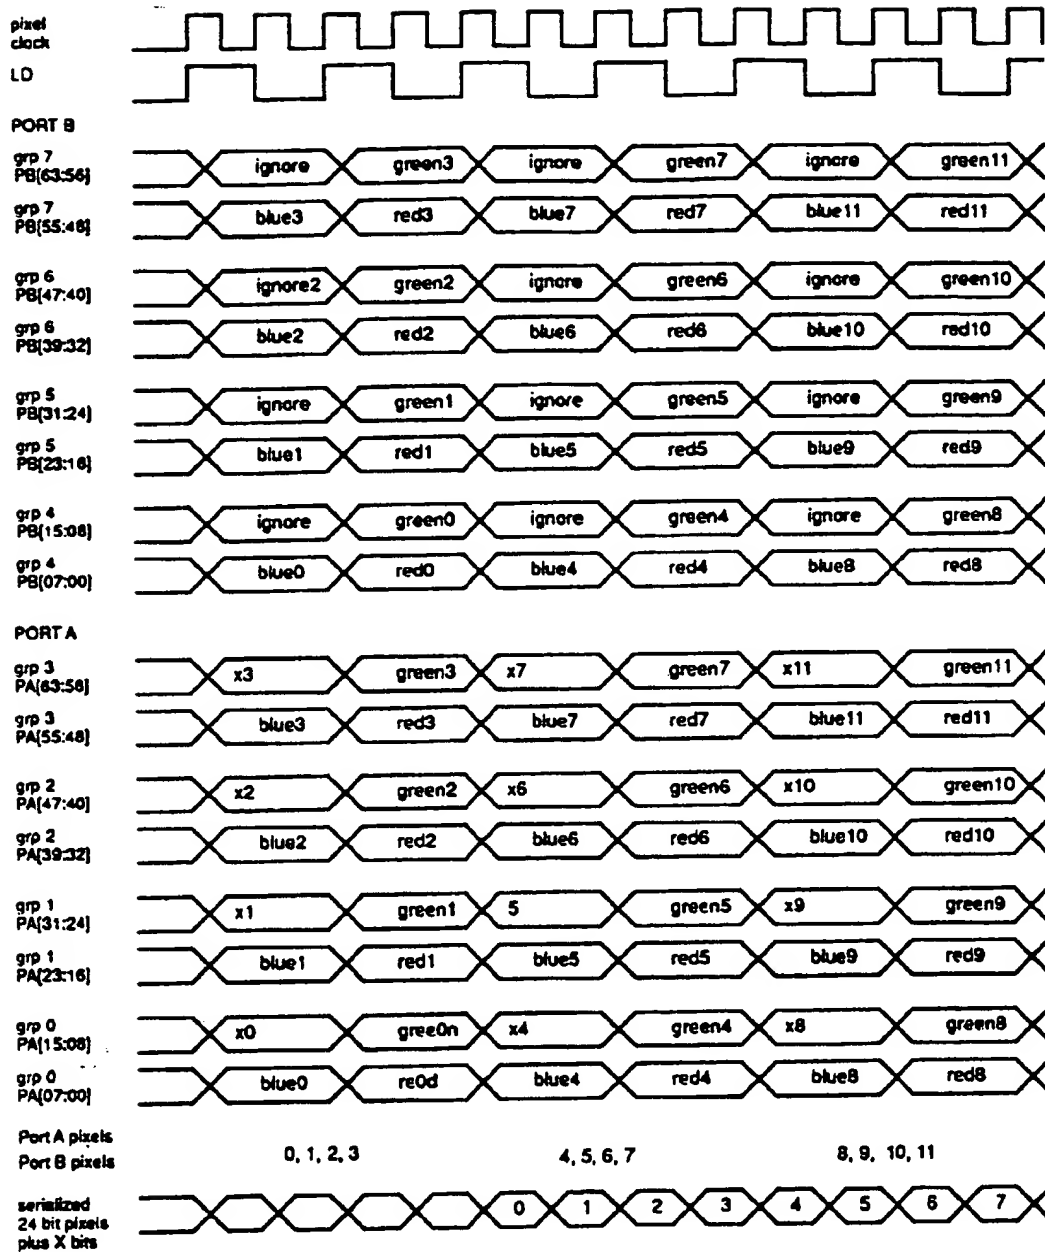 pixel
clock
LD
PORT B
grp 7
PB[63:56]
ignore green3 ignore green7 ignore green11
grp 7
PB[55:48]
blue3 red3 blue7 red7 blue11 red11
grp 6
PB[47:40]
ignore2 green2 ignore green6 ignore green10
grp 6
PB[39:32]
blue2 red2 blue6 red6 blue10 red10
grp 5
PB[31:24]
ignore green1 ignore green5 ignore green9
grp 5
PB[23:16]
blue1 red1 blue5 red5 blue9 red9
grp 4
PB[15:08]
ignore green0 ignore green4 ignore green8
grp 4
PB[07:00]
blue0 red0 blue4 red4 blue8 red8
PORT A
grp 3
PA[63:56]
x3 green3 x7 green7 x11 green11
grp 3
PA[55:48]
blue3 red3 blue7 red7 blue11 red11
grp 2
PA[47:40]
x2 green2 x6 green6 x10 green10
grp 2
PA[39:32]
blue2 red2 blue6 red6 blue10 red10
grp 1
PA[31:24]
x1 green1 5 green5 x9 green9
grp 1
PA[23:16]
blue1 red1 blue5 red5 blue9 red9
grp 0
PA[15:08]
x0 gree0n x4 green4 x8 green8
grp 0
PA[07:00]
blue0 re0d blue4 red4 blue8 red8
Port A pixels
Port B pixels
0, 1, 2, 3 4, 5, 6, 7 8, 9, 10, 11
serialized
24 bit pixels
plus X bits
0 1 2 3 4 5 6 7